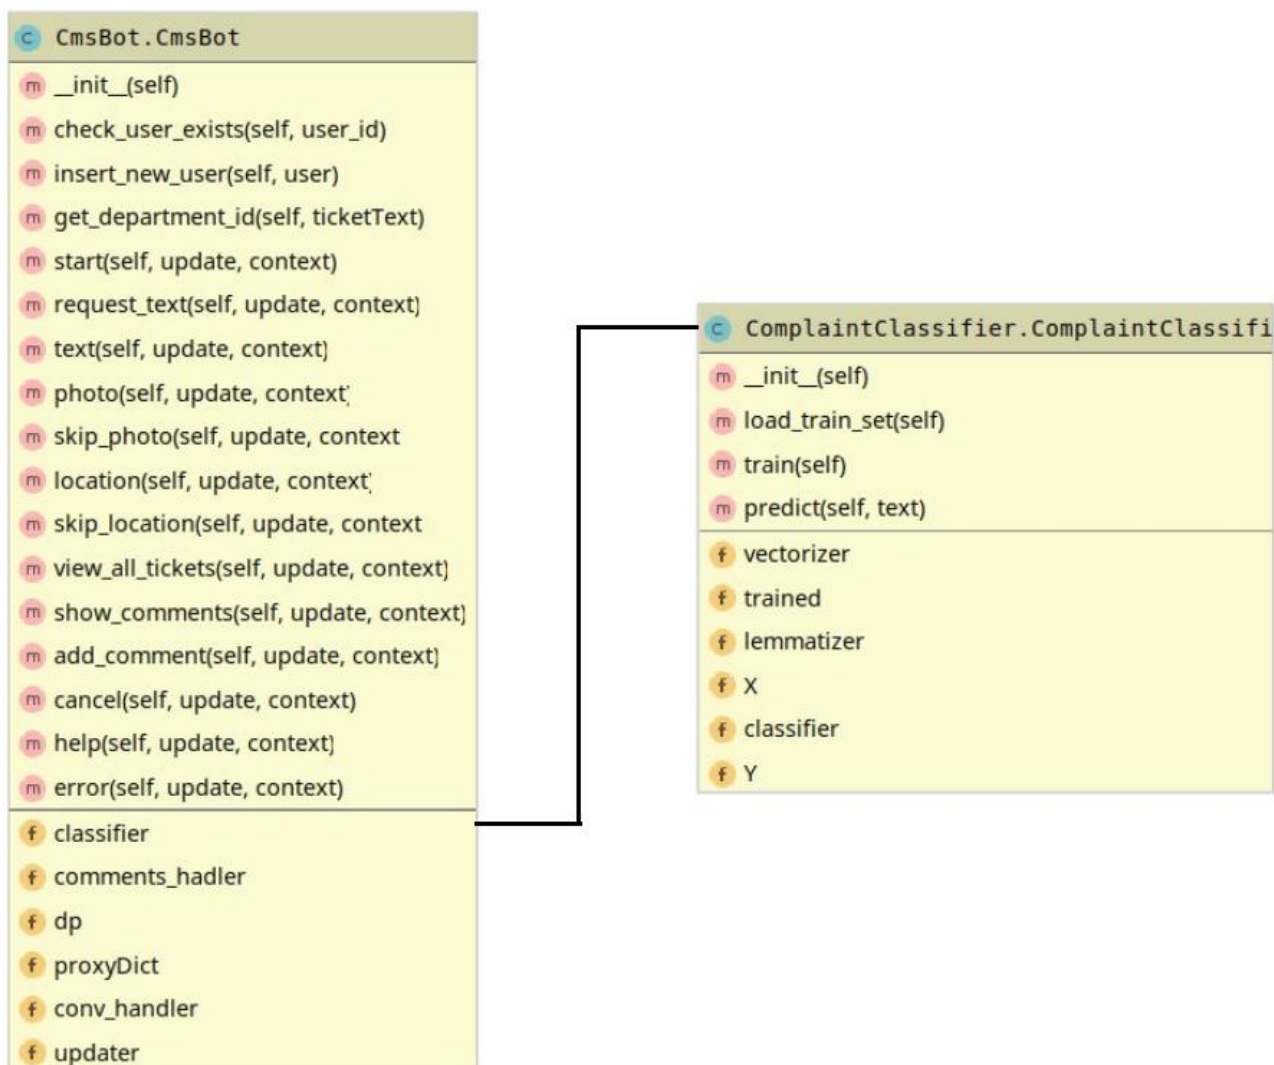 C CmsBot.CmsBot
m __init__(self)
m check_user_exists(self, user_id)
m insert_new_user(self, user)
m get_department_id(self, ticketText)
m start(self, update, context)
m request_text(self, update, context)
m text(self, update, context)
m photo(self, update, context)
m skip_photo(self, update, context
m location(self, update, context)
m skip_location(self, update, context
m view_all_tickets(self, update, context)
m show_comments(self, update, context)
m add_comment(self, update, context)
m cancel(self, update, context)
m help(self, update, context)
m error(self, update, context)
f classifier
f comments_hadler
f dp
f proxyDict
f conv_handler
f updater
C ComplaintClassifier.ComplaintClassifi
m __init__(self)
m load_train_set(self)
m train(self)
m predict(self, text)
f vectorizer
f trained
f lemmatizer
f X
f classifier
f Y